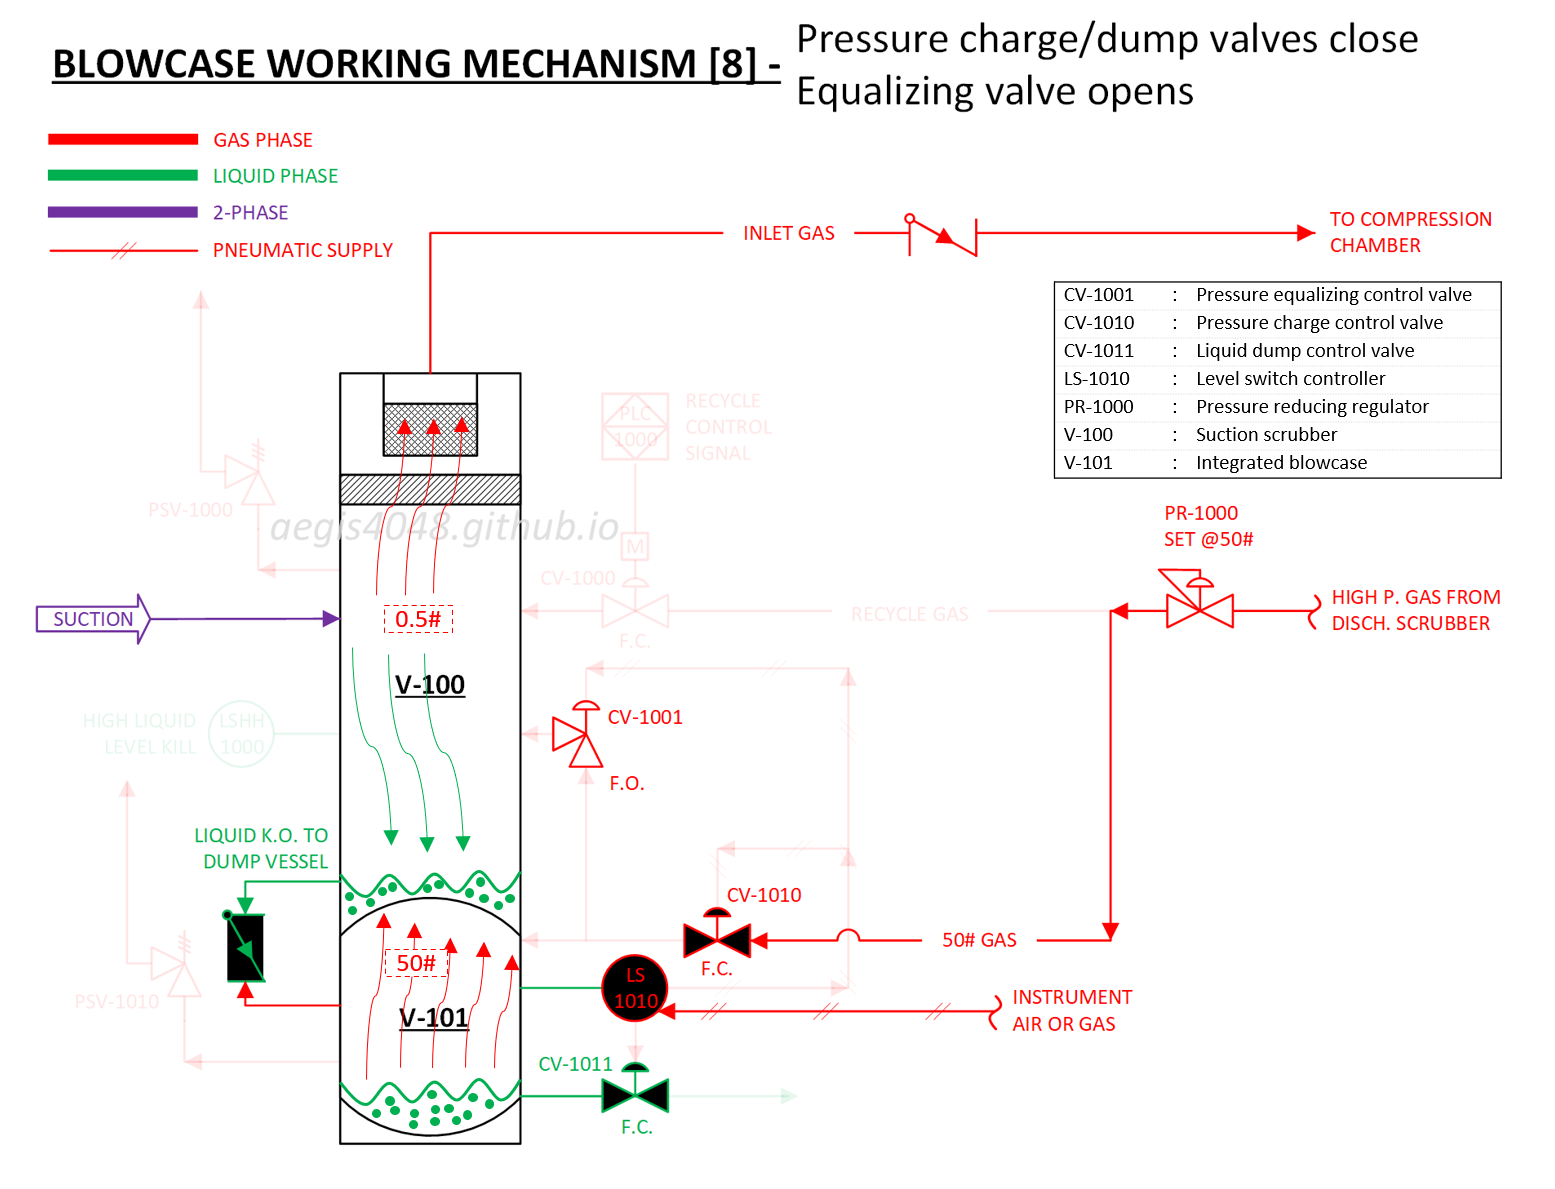 BLOWCASE WORKING MECHANISM [8] -
Pressure charge/dump valves close
Equalizing valve opens
GAS PHASE
LIQUID PHASE
2-PHASE
PNEUMATIC SUPPLY
INLET GAS
TO COMPRESSION
CHAMBER
CV-1001 : Pressure equalizing control valve
CV-1010 : Pressure charge control valve
CV-1011 : Liquid dump control valve
LS-1010 : Level switch controller
PR-1000 : Pressure reducing regulator
V-100 : Suction scrubber
V-101 : Integrated blowcase
PLC
1000
RECYCLE
CONTROL
SIGNAL
PSV-1000
aegis4048.github.io
M
CV-1000
F.C.
RECYCLE GAS
PR-1000
SET @50#
HIGH P. GAS FROM
DISCH. SCRUBBER
SUCTION
0.5#
V-100
HIGH LIQUID
LEVEL KILL
LSHH
1000
CV-1001
F.O.
LIQUID K.O. TO
DUMP VESSEL
CV-1010
F.C.
50# GAS
50#
V-101
PSV-1010
LS
1010
INSTRUMENT
AIR OR GAS
CV-1011
F.C.